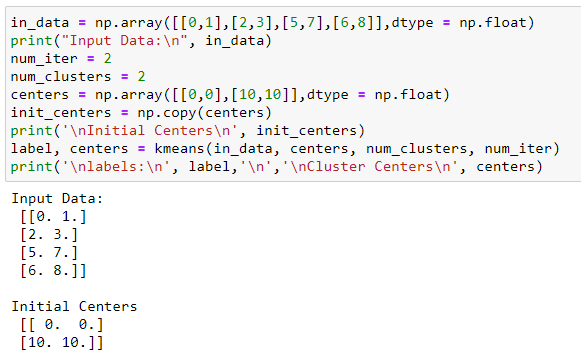 in_data = np.array([[0,1],[2,3],[5,7],[6,8]],dtype = np.float)
print("Input Data:\n", in_data)
num_iter = 2
num_clusters = 2
centers = np.array([[0,0],[10,10]],dtype = np.float)
init_centers = np.copy(centers)
print('\nInitial Centers\n', init_centers)
label, centers = kmeans(in_data, centers, num_clusters, num_iter)
print('\nlabels:\n', label,'\n','\nCluster Centers\n', centers)
Input Data:
[[0. 1.]
[2. 3.]
[5. 7.]
[6. 8.]]
Initial Centers
[[ 0.  0.]
[10. 10.]]